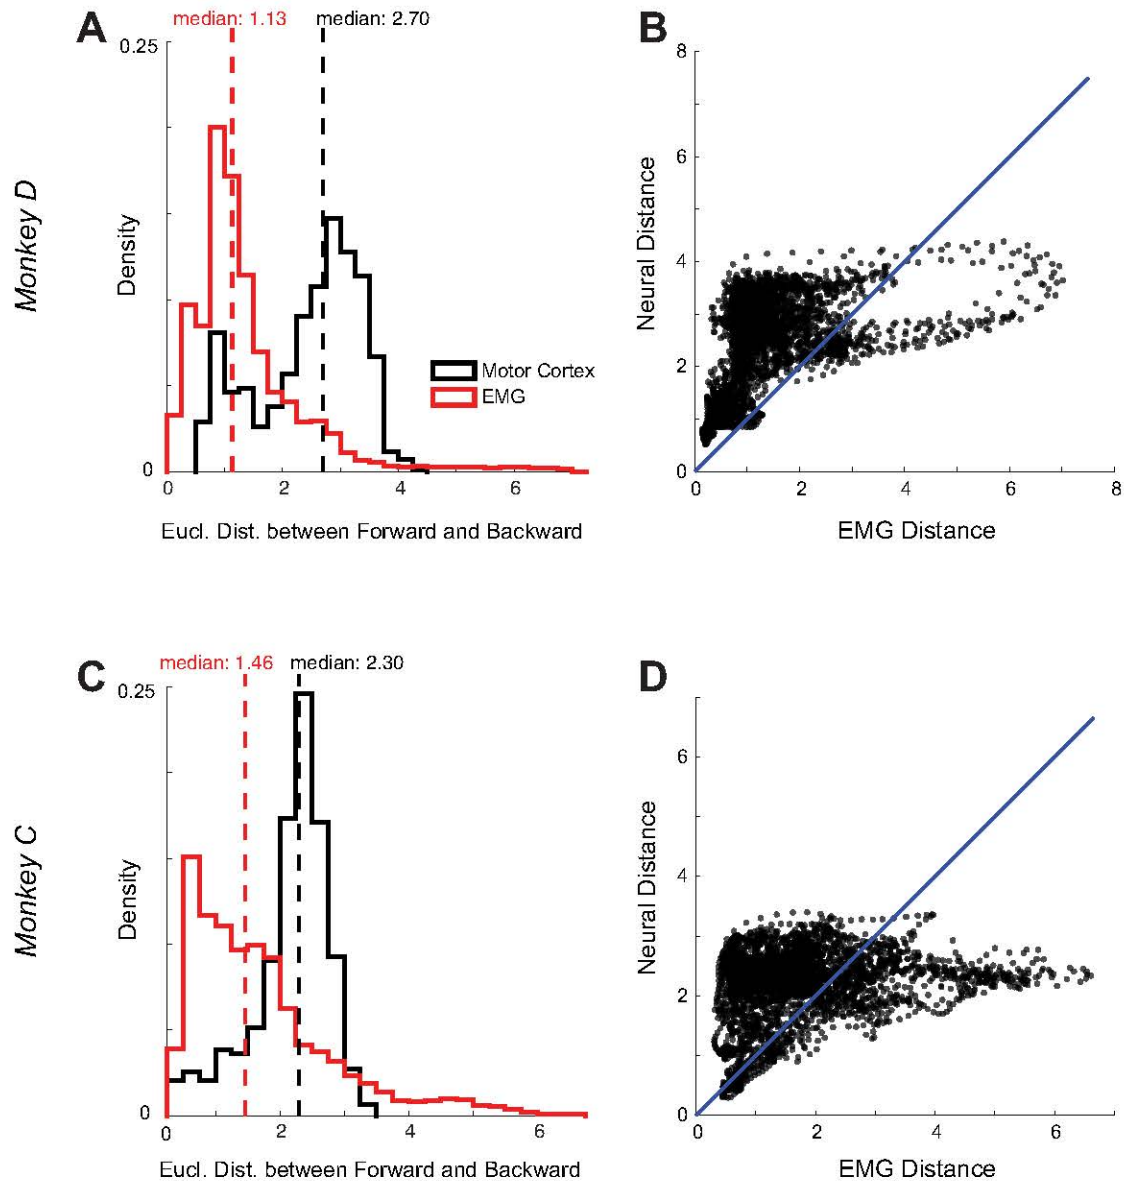 A
median: 1.13 median: 2.70
B
Monkey D
0.25
0
Density
0 2 4 6
Eucl. Dist. between Forward and Backward
Motor Cortex
EMG
8
6
4
2
0
Neural Distance
0 2 4 6 8
EMG Distance
C
median: 1.46 median: 2.30
D
Monkey C
0.25
0
Density
0 2 4 6
Eucl. Dist. between Forward and Backward
6
4
2
0
Neural Distance
0 2 4 6
EMG Distance